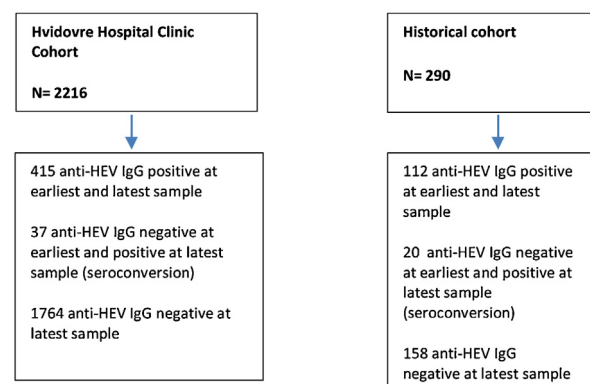 Hvidovre Hospital Clinic
Cohort
N= 2216
415 anti-HEV IgG positive at
earliest and latest sample
37 anti-HEV IgG negative at
earliest and positive at latest
sample (seroconversion)
1764 anti-HEV IgG negative at
latest sample
Historical cohort
N= 290
112 anti-HEV IgG positive
at earliest and latest
sample
20 anti-HEV IgG negative
at earliest and positive at
latest sample
(seroconversion)
158 anti-HEV IgG
negative at latest sample